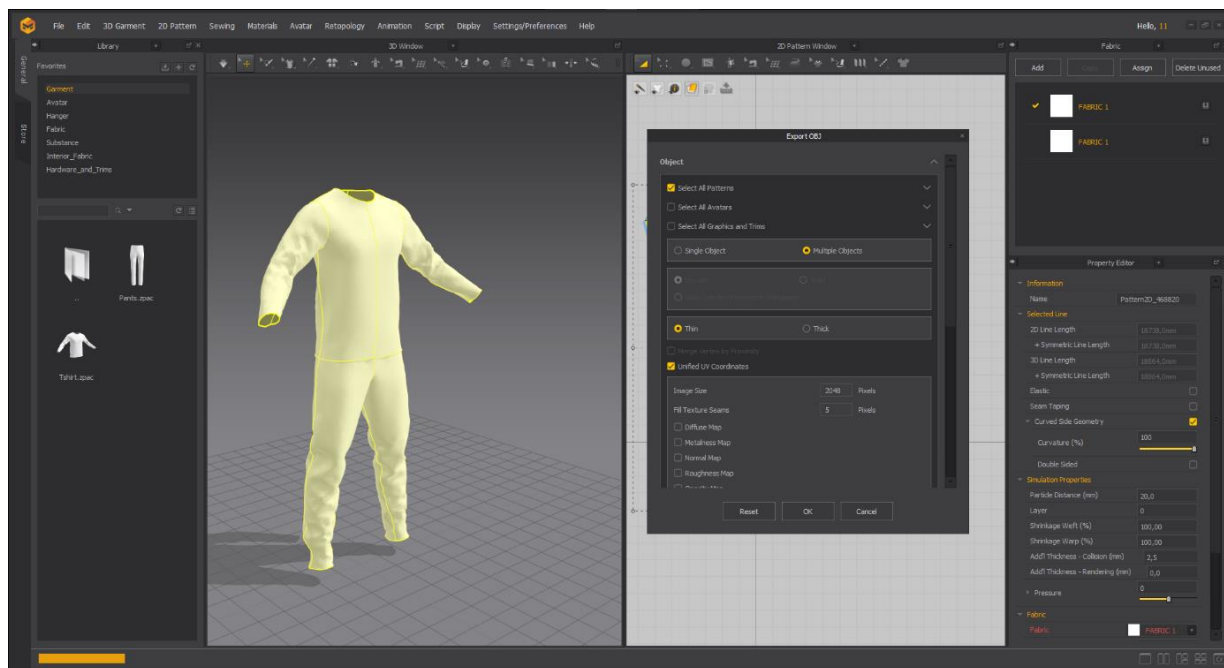 File Edit 3D Garment 2D Pattern Sewing Materials Avatar Retopology Animation Script Display Settings/Preferences Help
Hello, 11
Library
3D Window
2D Pattern Window
Fabric
General
Store
Favorites
Garment
Avatar
Hanger
Fabric
Substance
Interior_Fabric
Hardware_and_Trims
..
Pants.zpac
Tshirt.zpac
Export OBJ
Object
Select All Patterns
Select All Avatars
Select All Graphics and Trims
Single Object Multiple Objects
Thin Thick
Unified UV Coordinates
Image Size 2048 Pixels
Fill Texture Seams 5 Pixels
Diffuse Map
Metalness Map
Normal Map
Roughness Map
Reset OK Cancel
Add Assign Delete Unused
FABRIC 1
FABRIC 1
Property Editor
Information
Name Pattern2D_468820
Selected Line
2D Line Length
+ Symmetric Line Length
3D Line Length
+ Symmetric Line Length
Elastic
Seam Taping
Curved Side Geometry
Curvature (%) 100
Double Sided
Simulation Properties
Particle Distance (mm) 20,0
Layer 0
Shrinkage Weft (%) 100,00
Shrinkage Warp (%) 100,00
Add'l Thickness - Collision (mm) 2,5
Add'l Thickness - Rendering (mm) 0,0
Pressure 0
Fabric
Fabric FABRIC 1